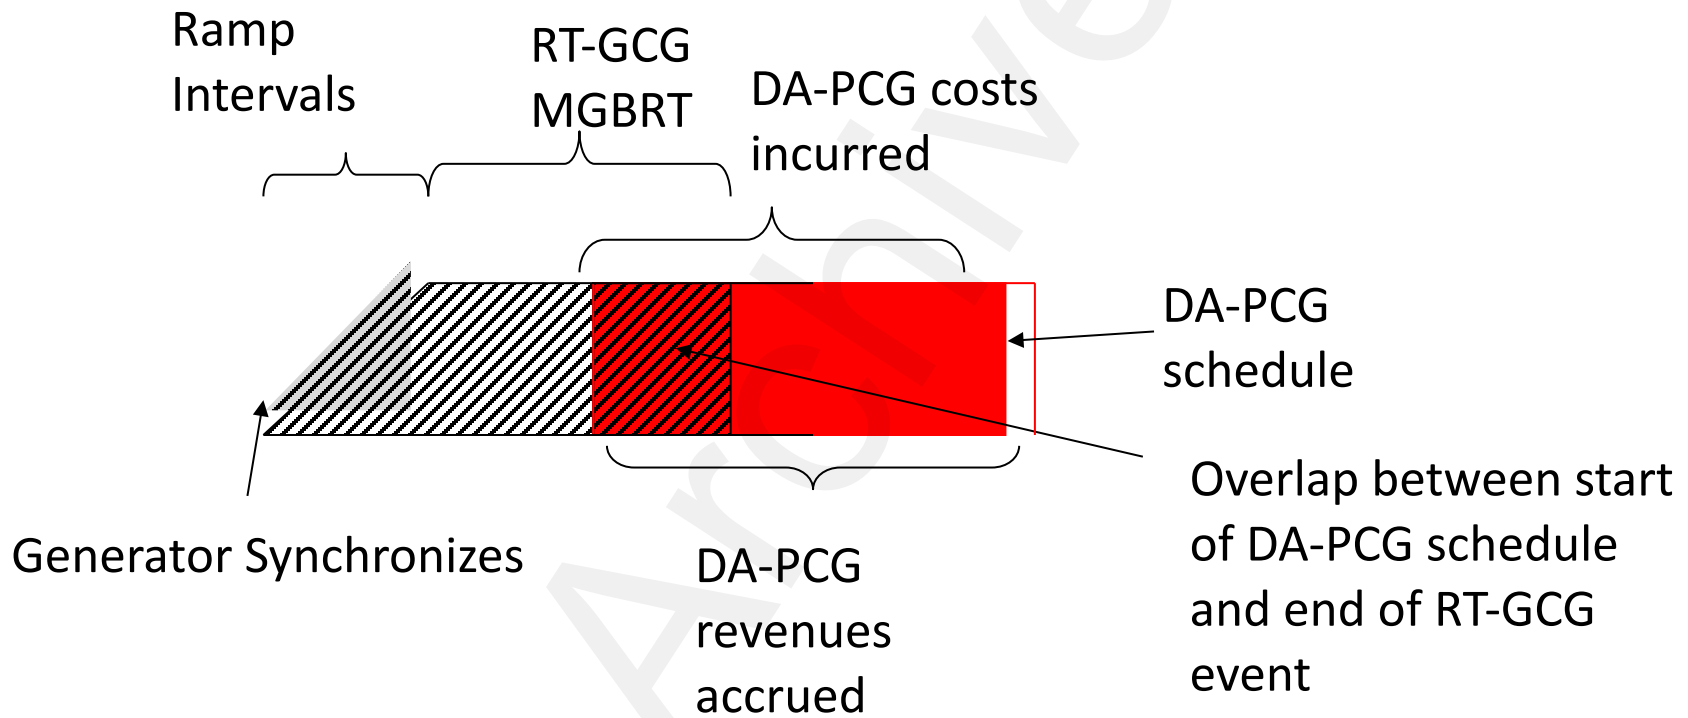 Ramp
Intervals
RT-GCG
MGBRT
DA-PCG costs
incurred
DA-PCG
schedule
Overlap between start
of DA-PCG schedule
and end of RT-GCG
event
Generator Synchronizes
DA-PCG
revenues
accrued
Archive